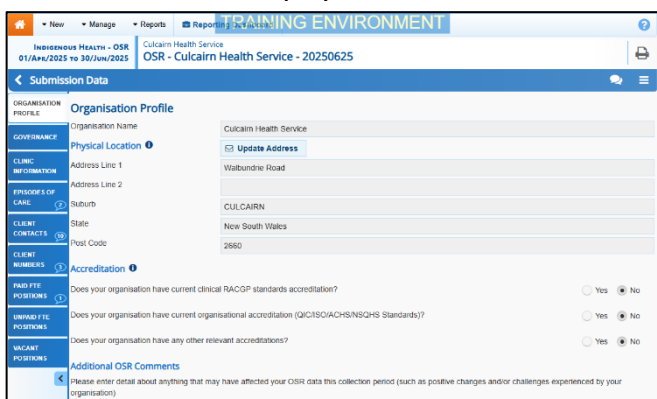 New Manage Reports Reporting Dashboard TRAINING ENVIRONMENT ?
INDIGENOUS HEALTH - OSR
01/APR/2025 TO 30/JUN/2025
Culcairn Health Service
OSR - Culcairn Health Service - 20250625
Submission Data
ORGANISATION PROFILE
GOVERNANCE
CLINIC INFORMATION
EPISODES OF CARE 2
CLIENT CONTACTS 10
CLIENT NUMBERS 3
PAID FTE POSITIONS 1
UNPAID FTE POSITIONS
VACANT POSITIONS
Organisation Profile
Organisation Name Culcairn Health Service
Physical Location Update Address
Address Line 1 Walbundrie Road
Address Line 2
Suburb CULCAIRN
State New South Wales
Post Code 2660
Accreditation
Does your organisation have current clinical RACGP standards accreditation? Yes No
Does your organisation have current organisational accreditation (QIC/ISO/ACHS/NSQHS Standards)? Yes No
Does your organisation have any other relevant accreditations? Yes No
Additional OSR Comments
Please enter detail about anything that may have affected your OSR data this collection period (such as positive changes and/or challenges experienced by your
organisation)